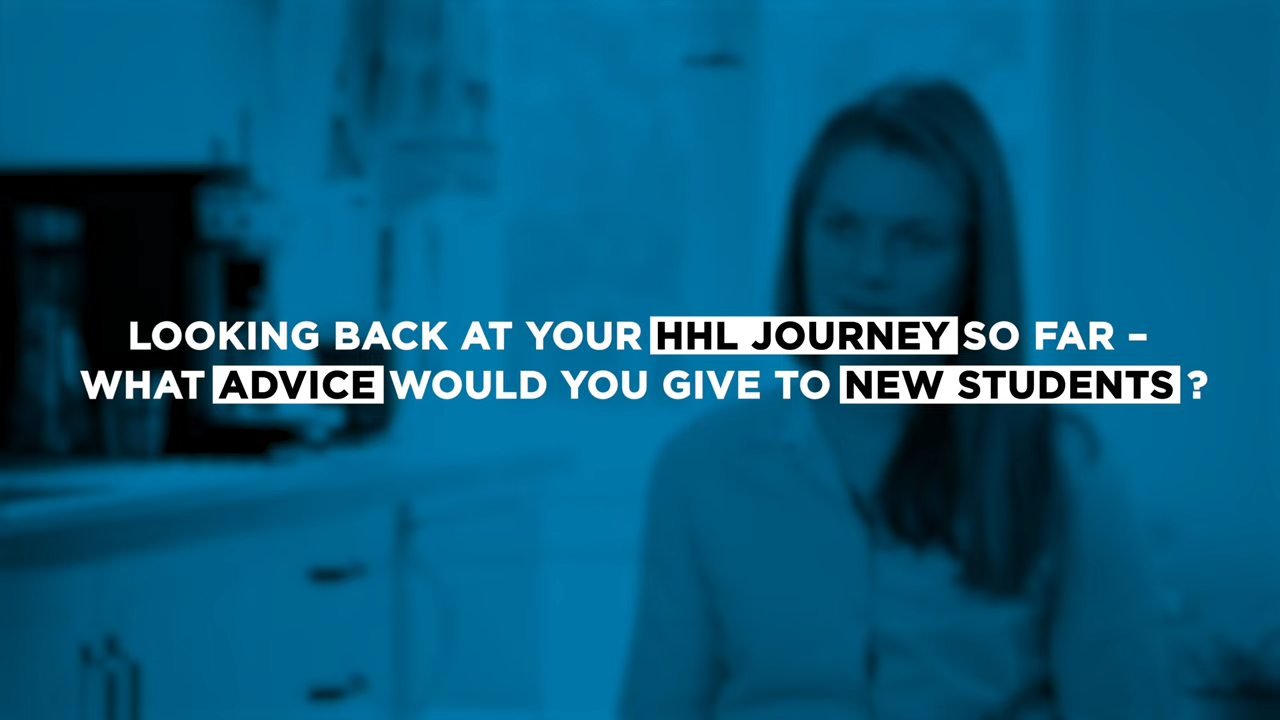 LOOKING BACK AT YOUR HHL JOURNEY SO FAR –
WHAT ADVICE WOULD YOU GIVE TO NEW STUDENTS ?